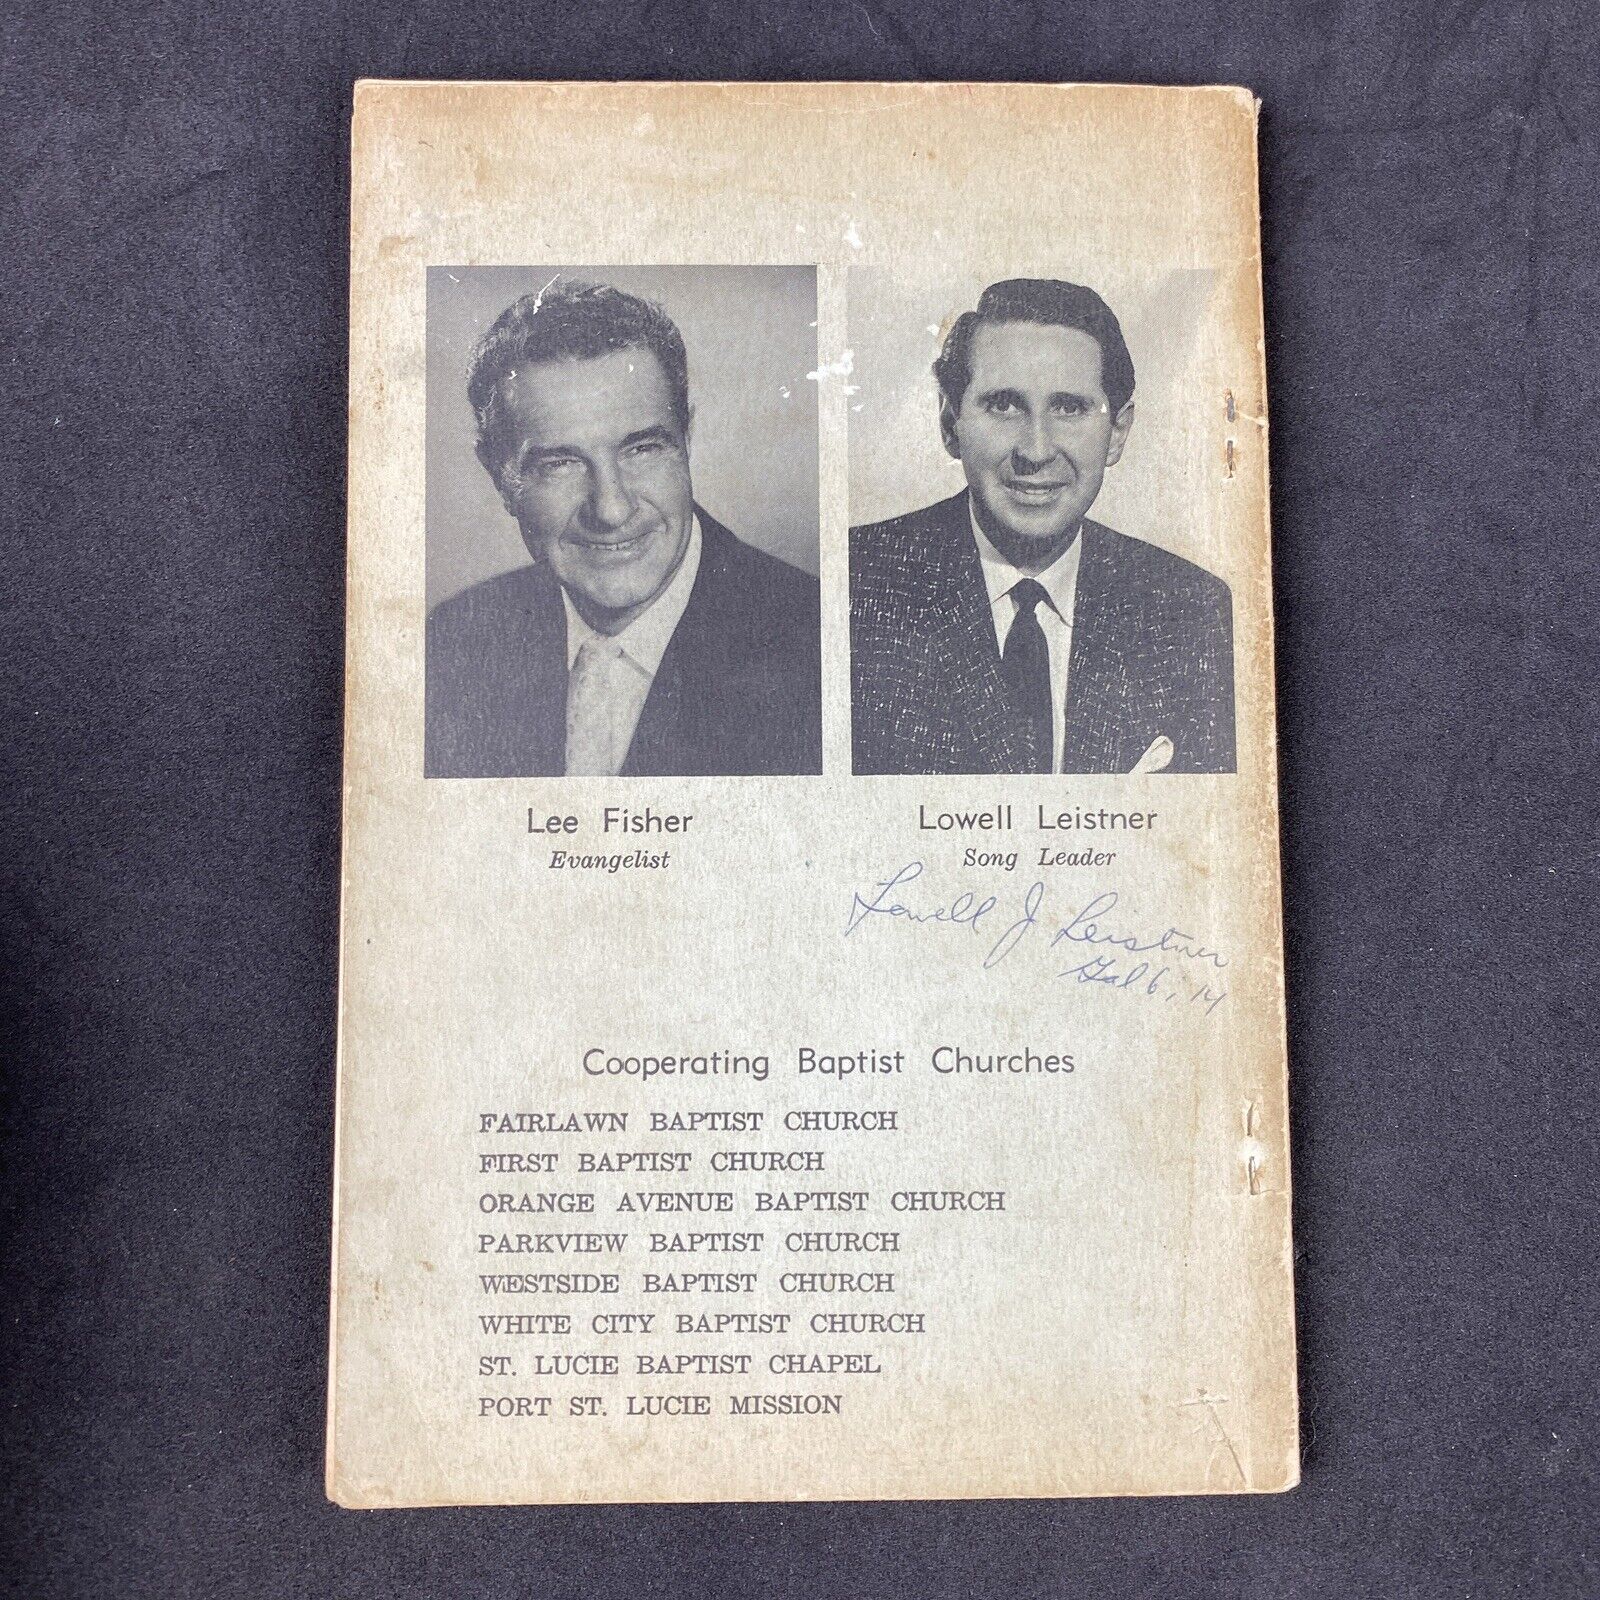 Lee Fisher
Evangelist
Lowell Leistner
Song Leader
Lowell J Leistner
Gal 6, 14
Cooperating Baptist Churches
FAIRLAWN BAPTIST CHURCH
FIRST BAPTIST CHURCH
ORANGE AVENUE BAPTIST CHURCH
PARKVIEW BAPTIST CHURCH
WESTSIDE BAPTIST CHURCH
WHITE CITY BAPTIST CHURCH
ST. LUCIE BAPTIST CHAPEL
PORT ST. LUCIE MISSION